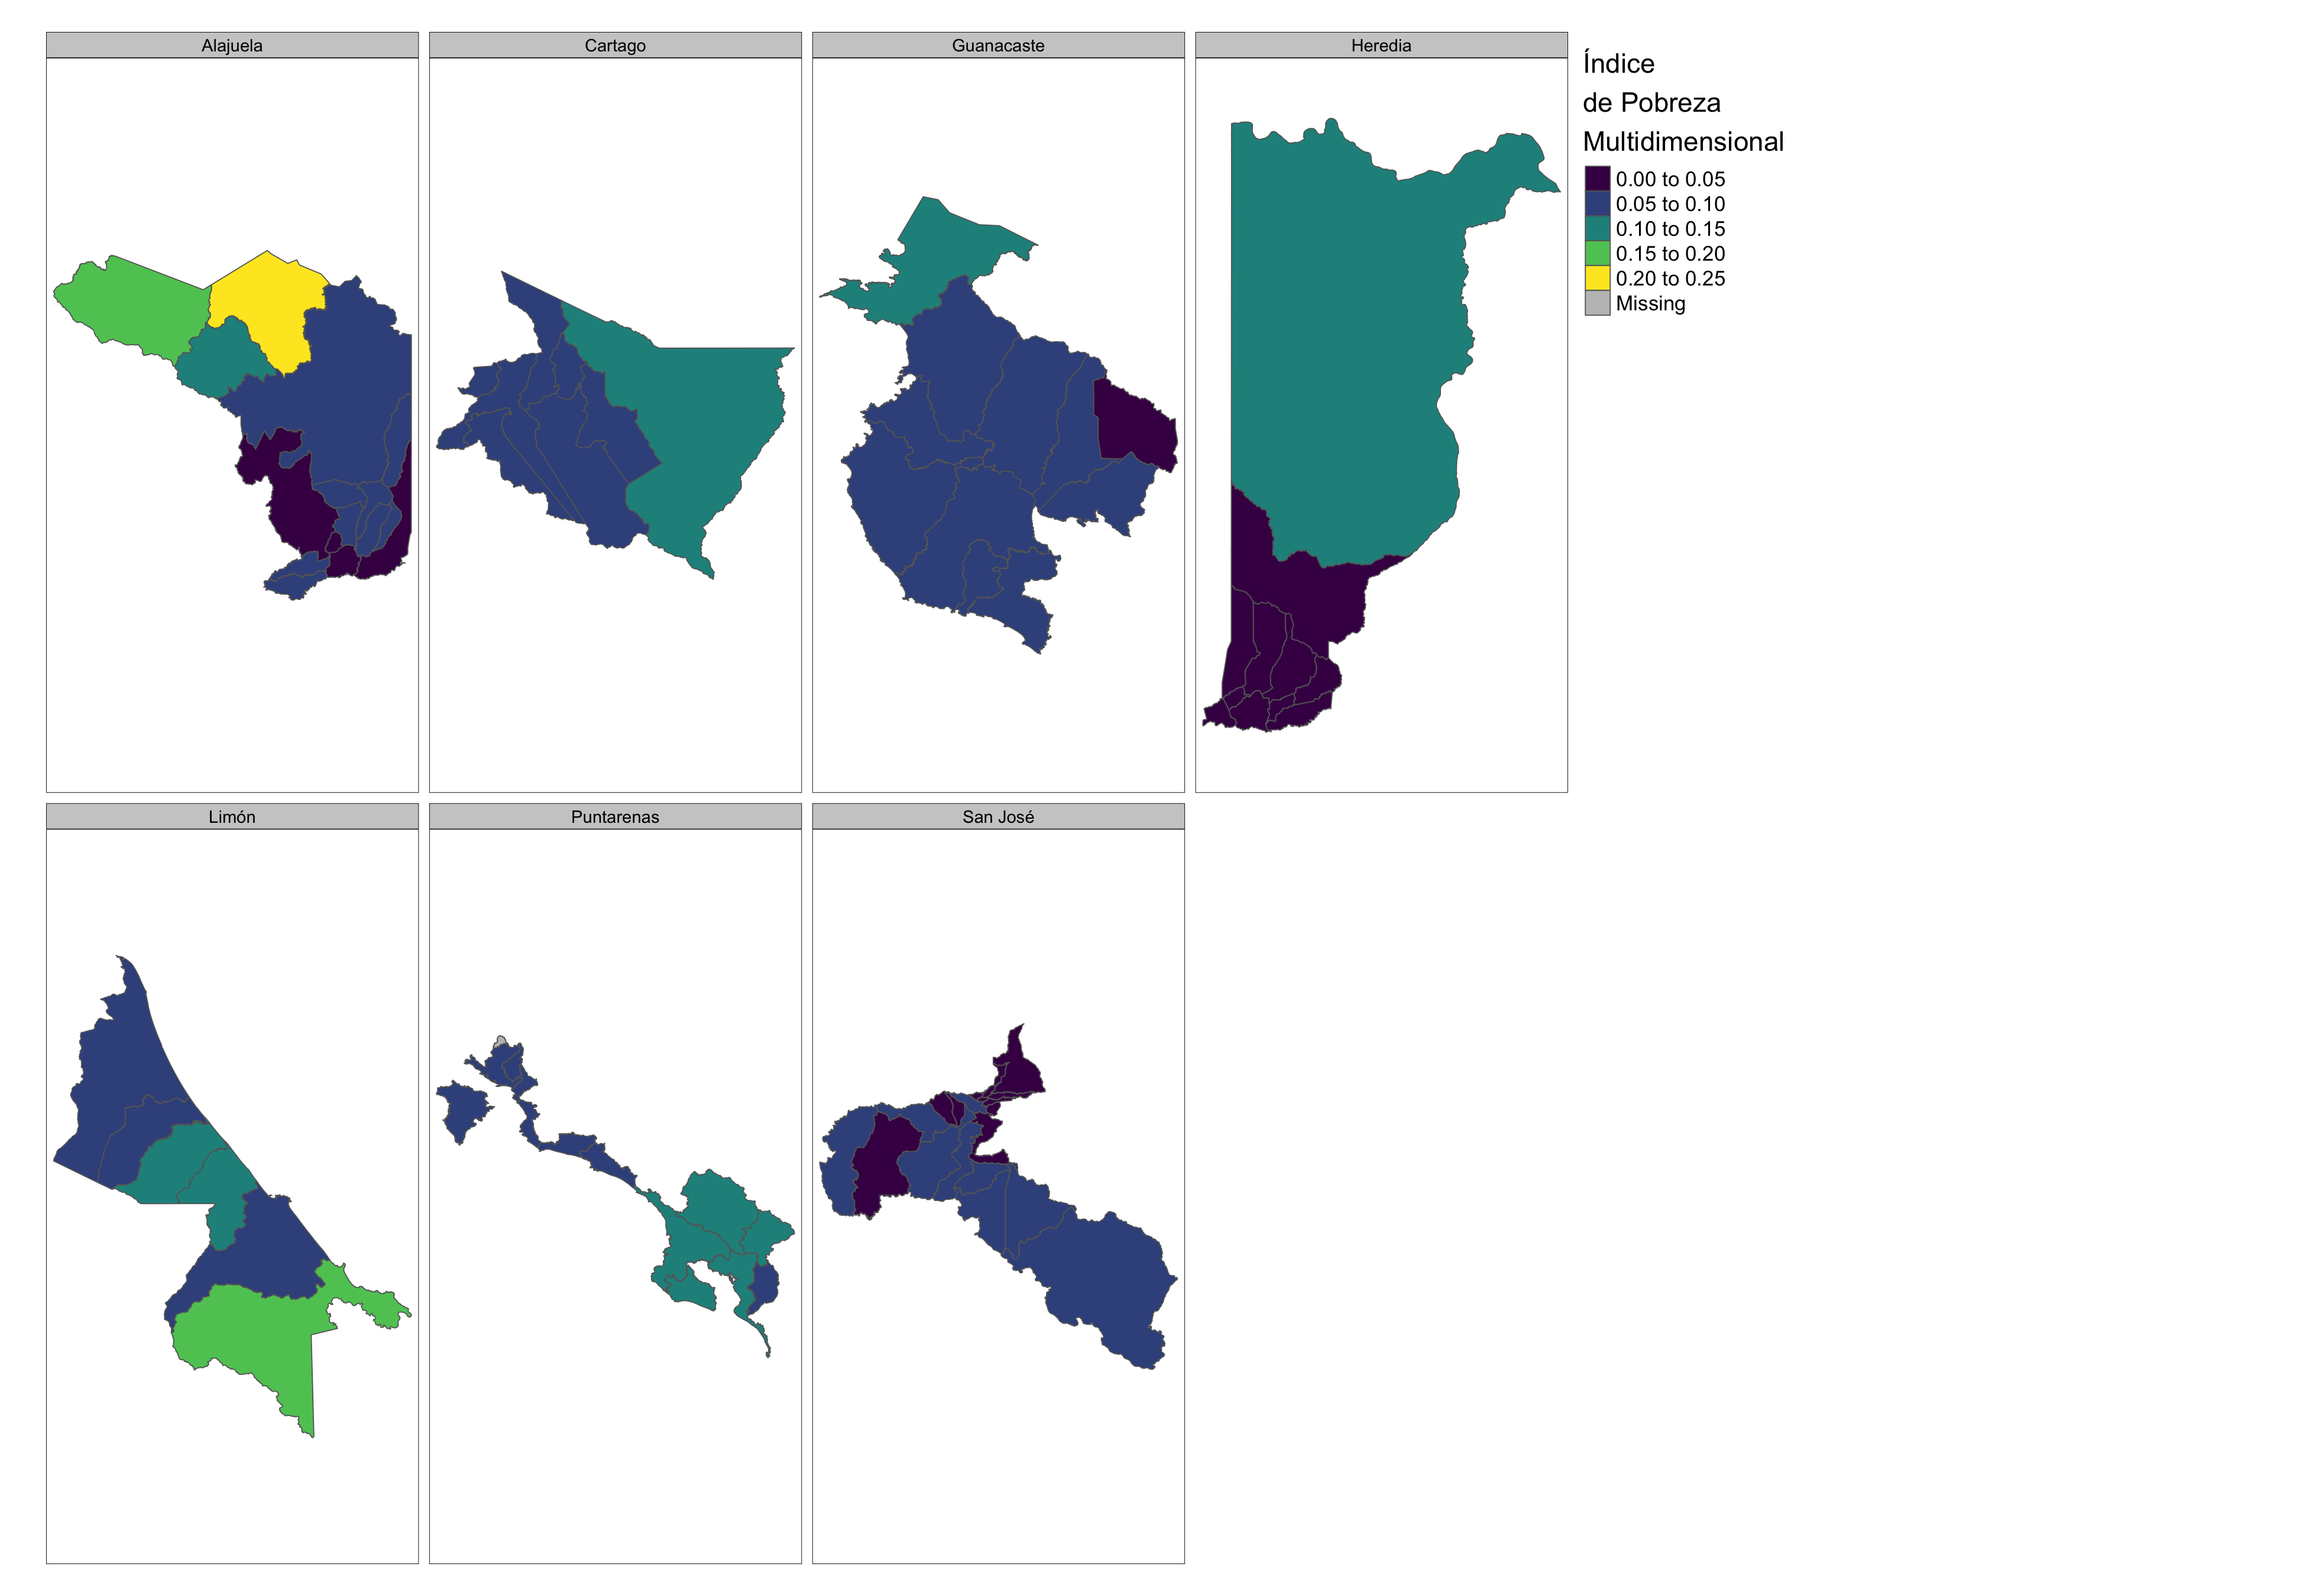 Alajuela
Cartago
Guanacaste
Heredia
Índice
de Pobreza
Multidimensional
0.00 to 0.05
0.05 to 0.10
0.10 to 0.15
0.15 to 0.20
0.20 to 0.25
Missing
Limón
Puntarenas
San José